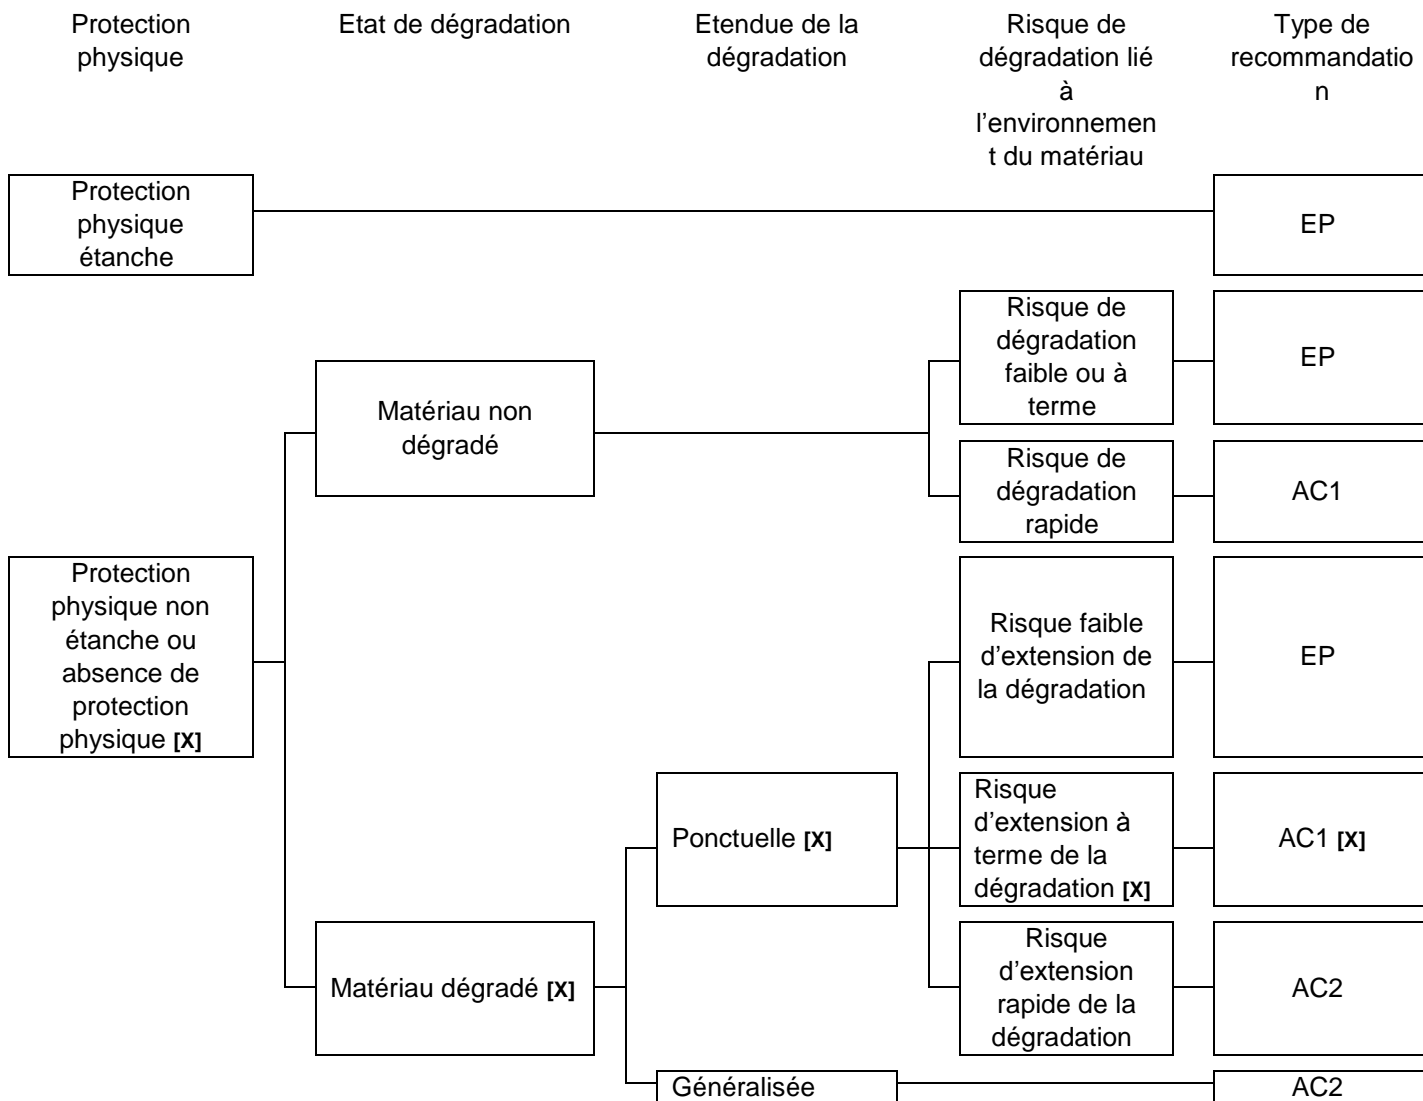 Protection
physique
Etat de dégradation
Etendue de la
dégradation
Risque de
dégradation lié
à
l'environnemen
t du matériau
Type de
recommandatio
n
Protection
physique
étanche
EP
Risque de
dégradation
faible ou à
terme
EP
Matériau non
dégradé
Risque de
dégradation
rapide
AC1
Protection
physique non
étanche ou
absence de
protection
physique [X]
Risque faible
d'extension de
la dégradation
EP
Ponctuelle [X]
Risque
d'extension à
terme de la
dégradation [X]
AC1 [X]
Matériau dégradé [X]
Risque
d'extension
rapide de la
dégradation
AC2
Généralisée
AC2